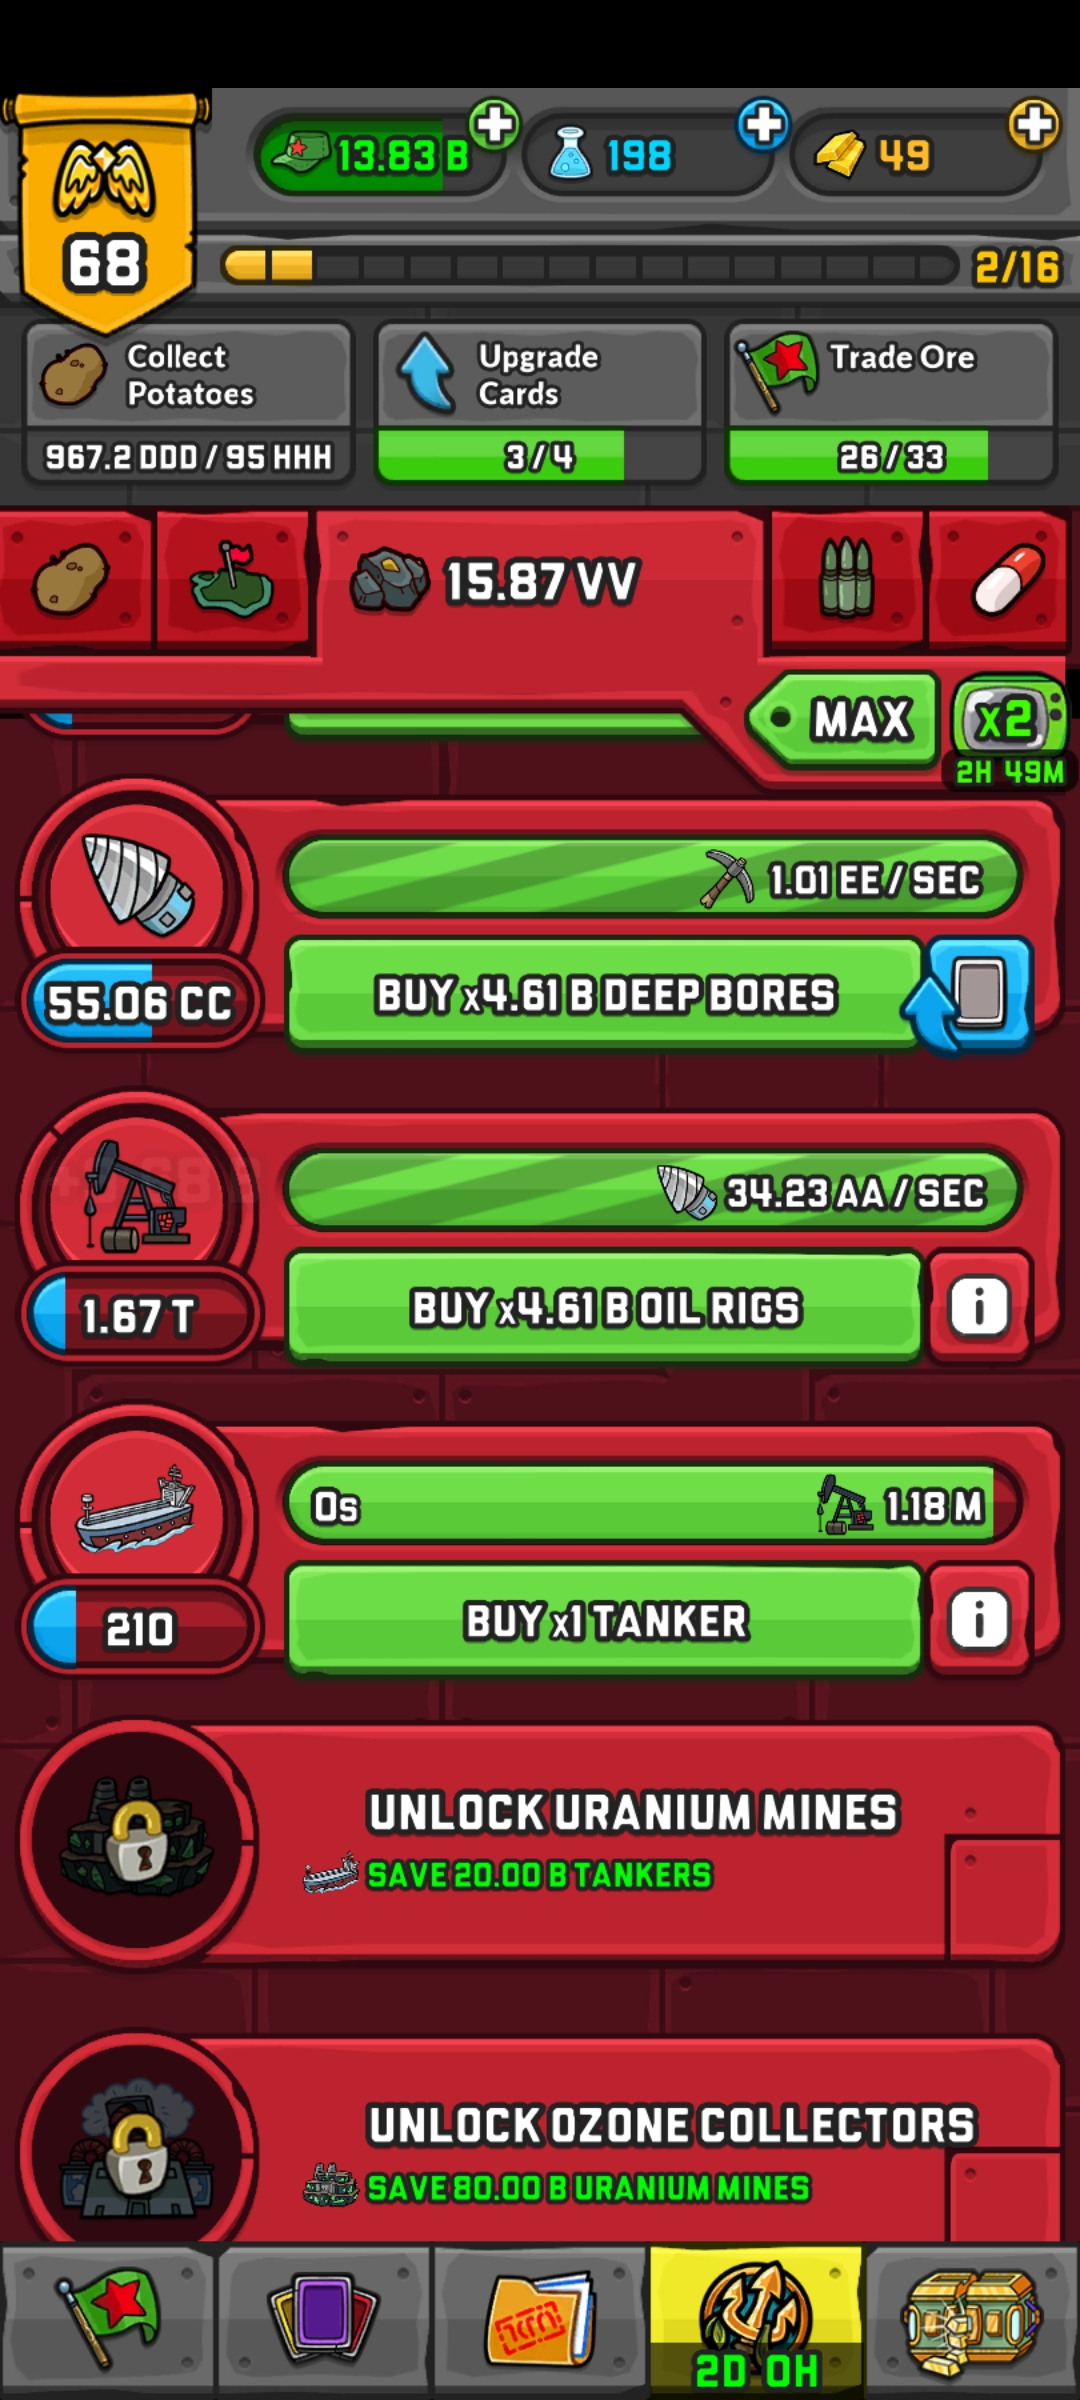 13.83 B
198
49
68
2/16
Collect
Potatoes
967.2 DDD / 95 HHH
Upgrade
Cards
3/4
Trade Ore
26/33
15.87 VV
MAX
x2
2H 49M
1.01 EE / SEC
55.06 CC
BUY x4.61 B DEEP BORES
34.23 AA / SEC
1.67 T
BUY x4.61 B OIL RIGS
i
0s
1.18 M
210
BUY x1 TANKER
i
UNLOCK URANIUM MINES
SAVE 20.00 B TANKERS
UNLOCK OZONE COLLECTORS
SAVE 80.00 B URANIUM MINES
2D 0H